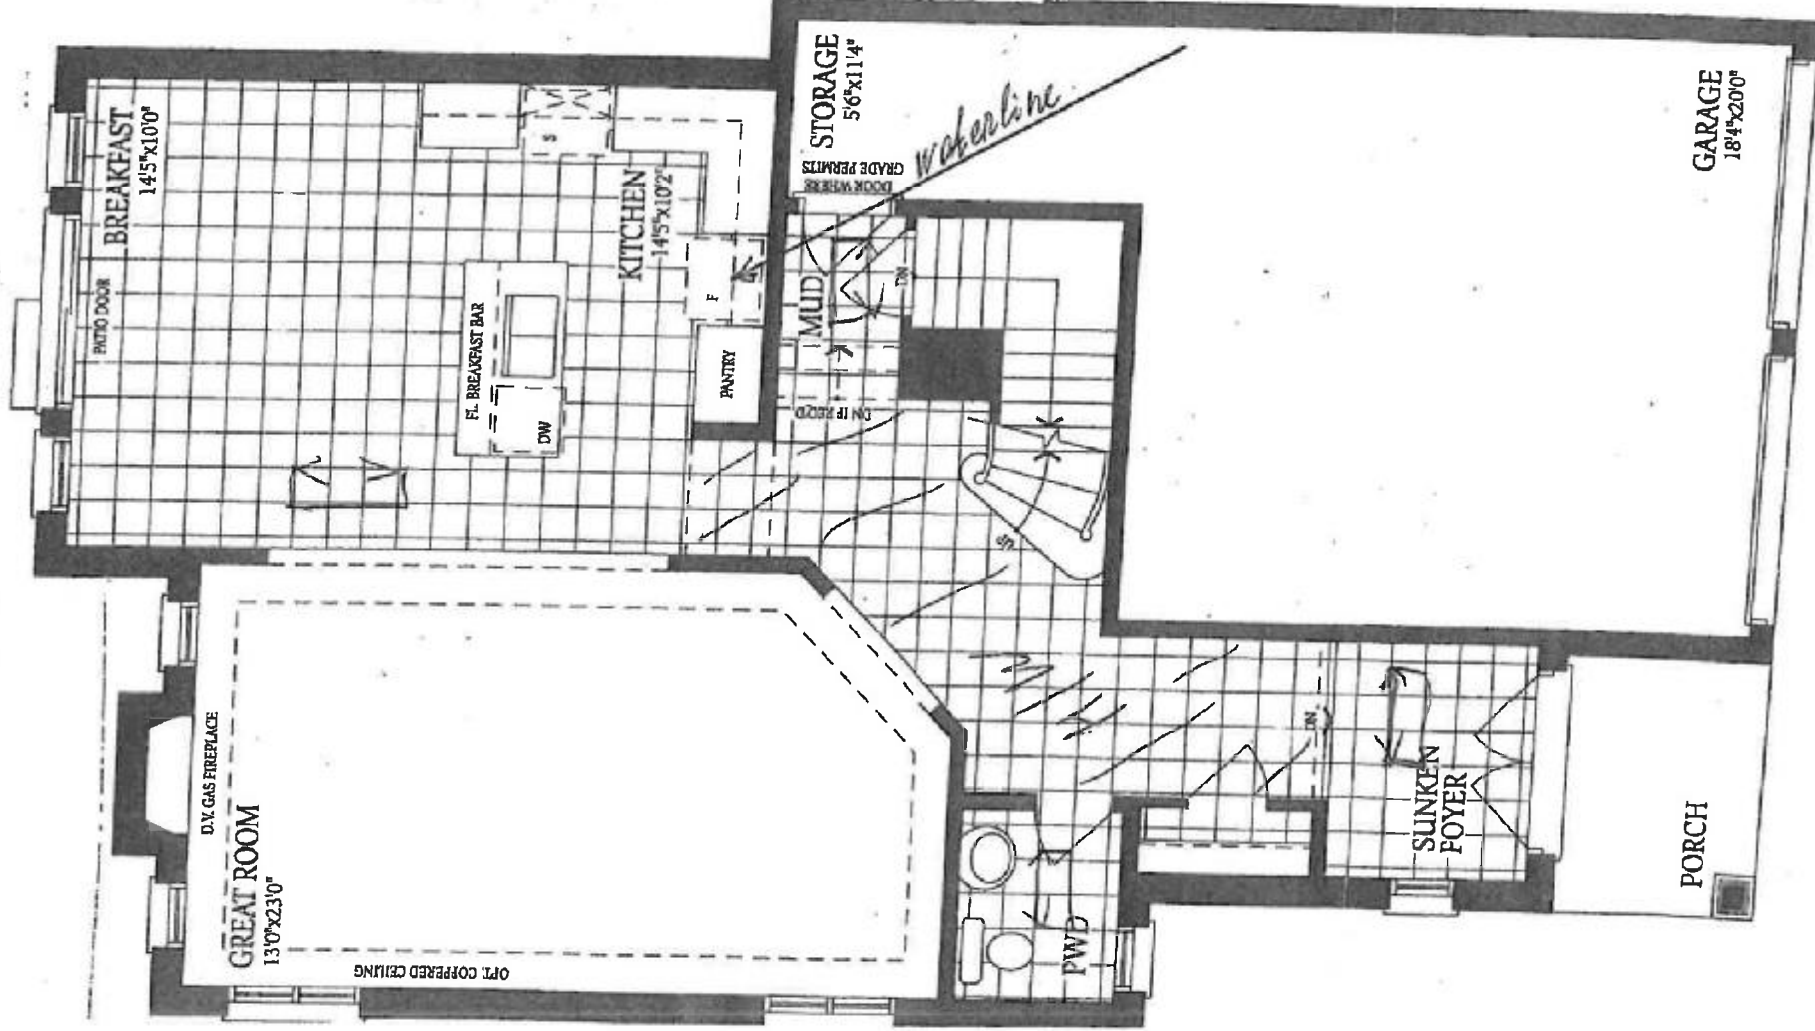 BREAKFAST
14'5"x10'0"
PATIO DOOR
S
KITCHEN
14'5"x10'2"
FL. BREAKFAST BAR
DW
F
PANTRY
STORAGE
5'6"x11'4"
DOOR WHERE
GRADE PERMITS
waterline
MUD
DN
DN IF REQ'D
UP
GARAGE
18'4"x20'0"
D.V. GAS FIREPLACE
GREAT ROOM
13'0"x23'0"
OPT. COFFERED CEILING
PWD
DN
SUNKEN
FOYER
PORCH